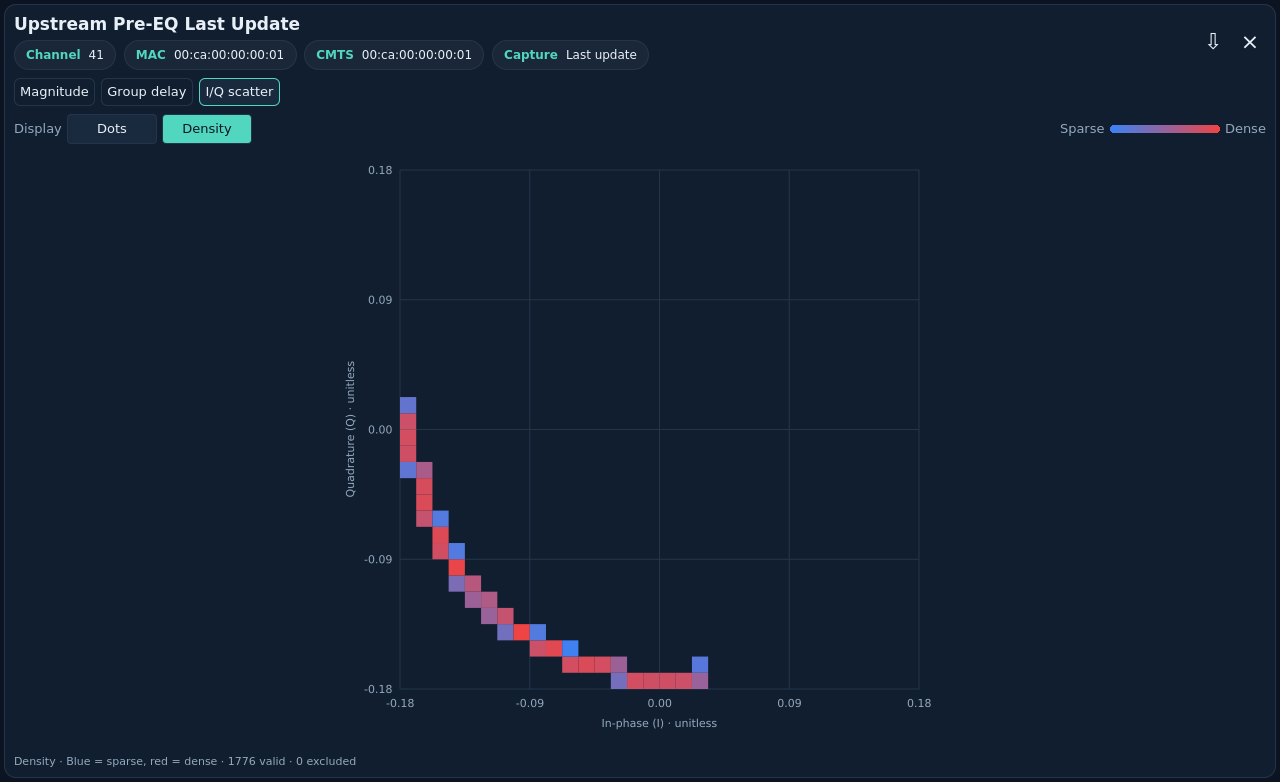 Upstream Pre-EQ Last Update
Channel 41 MAC 00:ca:00:00:00:01 CMTS 00:ca:00:00:00:01 Capture Last update
Magnitude Group delay I/Q scatter
Display Dots Density Sparse Dense
0.18
0.09
0.00
-0.09
-0.18
Quadrature (Q) · unitless
-0.18 -0.09 0.00 0.09 0.18
In-phase (I) · unitless
Density · Blue = sparse, red = dense · 1776 valid · 0 excluded